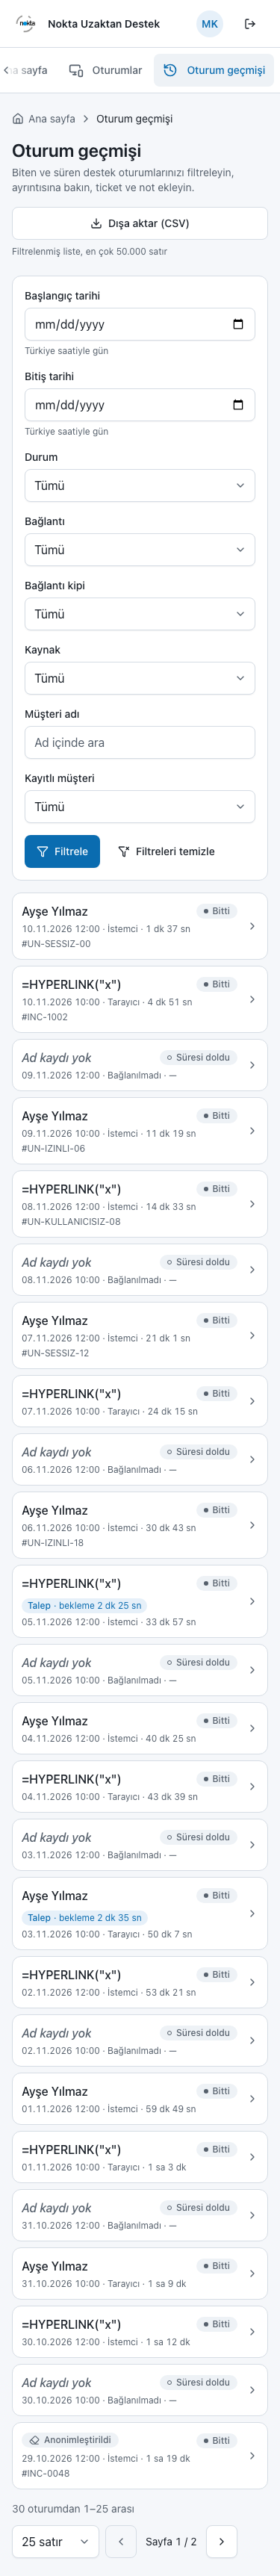 nokta
Nokta Uzaktan Destek
MK
na sayfa
Oturumlar
Oturum geçmişi
Ana sayfa
Oturum geçmişi
Oturum geçmişi
Biten ve süren destek oturumlarınızı filtreleyin,
ayrıntısına bakın, ticket ve not ekleyin.
Dışa aktar (CSV)
Filtrelenmiş liste, en çok 50.000 satır
Başlangıç tarihi
mm/dd/yyyy
Türkiye saatiyle gün
Bitiş tarihi
mm/dd/yyyy
Türkiye saatiyle gün
Durum
Tümü
Bağlantı
Tümü
Bağlantı kipi
Tümü
Kaynak
Tümü
Müşteri adı
Ad içinde ara
Kayıtlı müşteri
Tümü
Filtrele
Filtreleri temizle
Ayşe Yılmaz
Bitti
10.11.2026 12:00 · İstemci · 1 dk 37 sn
#UN-SESSIZ-00
=HYPERLINK("x")
Bitti
10.11.2026 10:00 · Tarayıcı · 4 dk 51 sn
#INC-1002
Ad kaydı yok
Süresi doldu
09.11.2026 12:00 · Bağlanılmadı · —
Ayşe Yılmaz
Bitti
09.11.2026 10:00 · İstemci · 11 dk 19 sn
#UN-IZINLI-06
=HYPERLINK("x")
Bitti
08.11.2026 12:00 · İstemci · 14 dk 33 sn
#UN-KULLANICISIZ-08
Ad kaydı yok
Süresi doldu
08.11.2026 10:00 · Bağlanılmadı · —
Ayşe Yılmaz
Bitti
07.11.2026 12:00 · İstemci · 21 dk 1 sn
#UN-SESSIZ-12
=HYPERLINK("x")
Bitti
07.11.2026 10:00 · Tarayıcı · 24 dk 15 sn
Ad kaydı yok
Süresi doldu
06.11.2026 12:00 · Bağlanılmadı · —
Ayşe Yılmaz
Bitti
06.11.2026 10:00 · İstemci · 30 dk 43 sn
#UN-IZINLI-18
=HYPERLINK("x")
Bitti
Talep · bekleme 2 dk 25 sn
05.11.2026 12:00 · İstemci · 33 dk 57 sn
Ad kaydı yok
Süresi doldu
05.11.2026 10:00 · Bağlanılmadı · —
Ayşe Yılmaz
Bitti
04.11.2026 12:00 · İstemci · 40 dk 25 sn
=HYPERLINK("x")
Bitti
04.11.2026 10:00 · Tarayıcı · 43 dk 39 sn
Ad kaydı yok
Süresi doldu
03.11.2026 12:00 · Bağlanılmadı · —
Ayşe Yılmaz
Bitti
Talep · bekleme 2 dk 35 sn
03.11.2026 10:00 · Tarayıcı · 50 dk 7 sn
=HYPERLINK("x")
Bitti
02.11.2026 12:00 · İstemci · 53 dk 21 sn
Ad kaydı yok
Süresi doldu
02.11.2026 10:00 · Bağlanılmadı · —
Ayşe Yılmaz
Bitti
01.11.2026 12:00 · İstemci · 59 dk 49 sn
=HYPERLINK("x")
Bitti
01.11.2026 10:00 · Tarayıcı · 1 sa 3 dk
Ad kaydı yok
Süresi doldu
31.10.2026 12:00 · Bağlanılmadı · —
Ayşe Yılmaz
Bitti
31.10.2026 10:00 · Tarayıcı · 1 sa 9 dk
=HYPERLINK("x")
Bitti
30.10.2026 12:00 · İstemci · 1 sa 12 dk
Ad kaydı yok
Süresi doldu
30.10.2026 10:00 · Bağlanılmadı · —
Anonimleştirildi
Bitti
29.10.2026 12:00 · İstemci · 1 sa 19 dk
#INC-0048
30 oturumdan 1–25 arası
25 satır
Sayfa 1 / 2